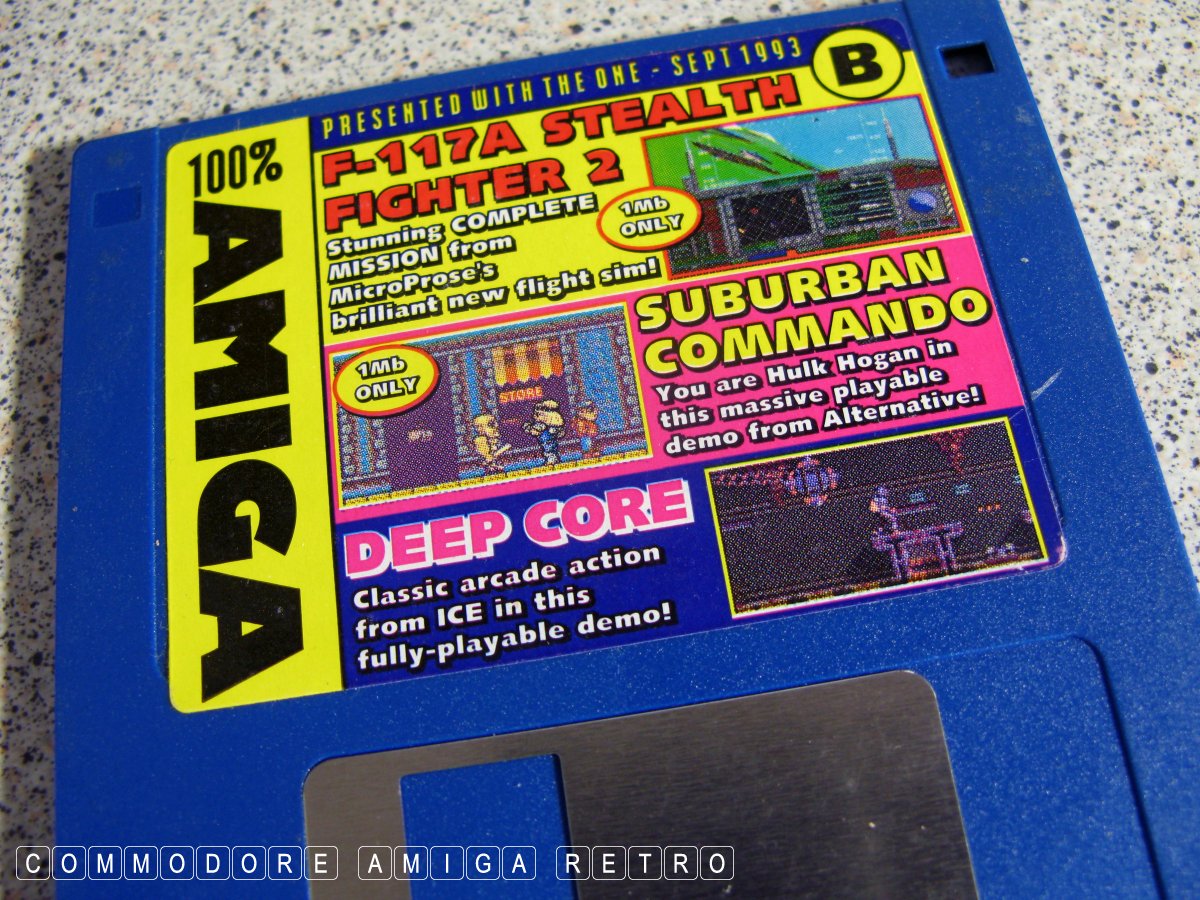 PRESENTED WITH THE ONE - SEPT 1993
B
100% AMIGA
F-117A STEALTH
FIGHTER 2
Stunning COMPLETE
MISSION from
MicroProse's
brilliant new flight sim!
1Mb
ONLY
SUBURBAN
COMMANDO
You are Hulk Hogan in
this massive playable
demo from Alternative!
1Mb
ONLY
STORE
DEEP CORE
Classic arcade action
from ICE in this
fully-playable demo!
COMMODORE AMIGA RETRO